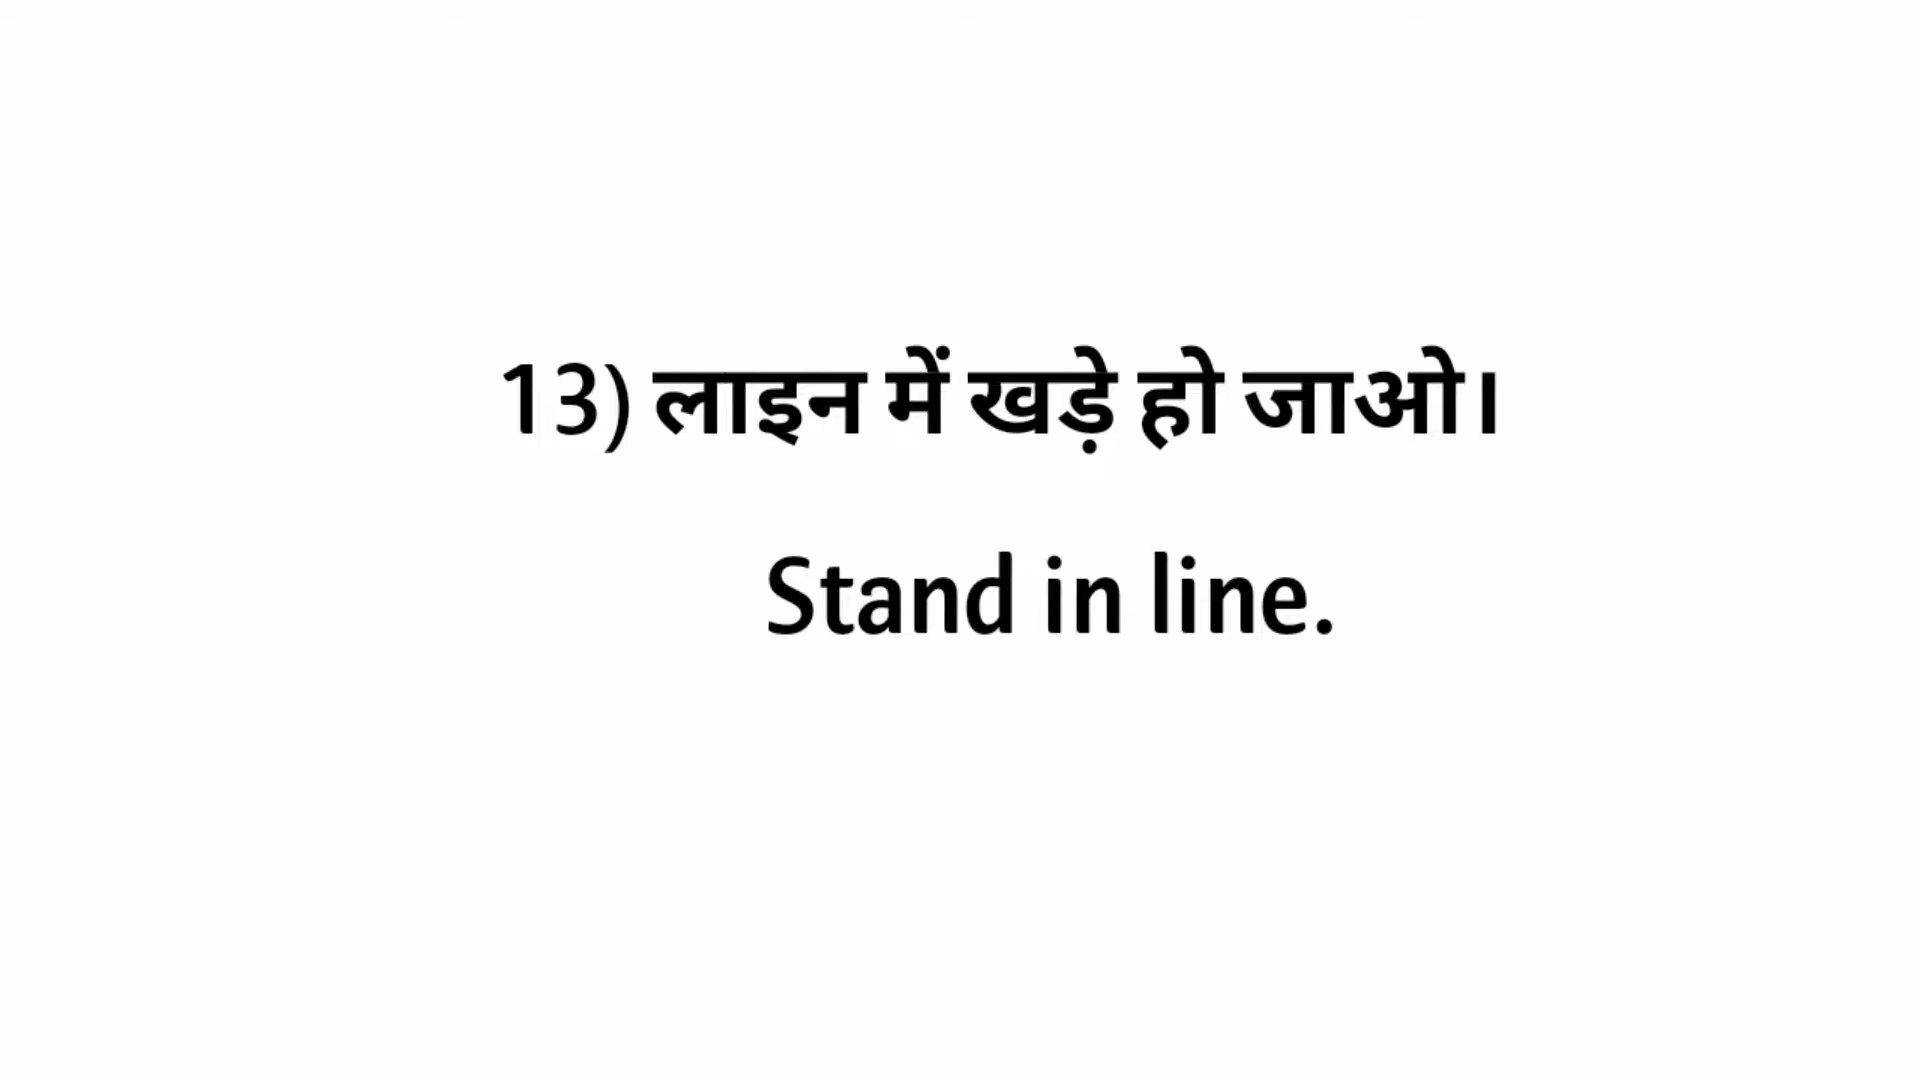 13) लाइन में खड़े हो जाओ।
Stand in line.